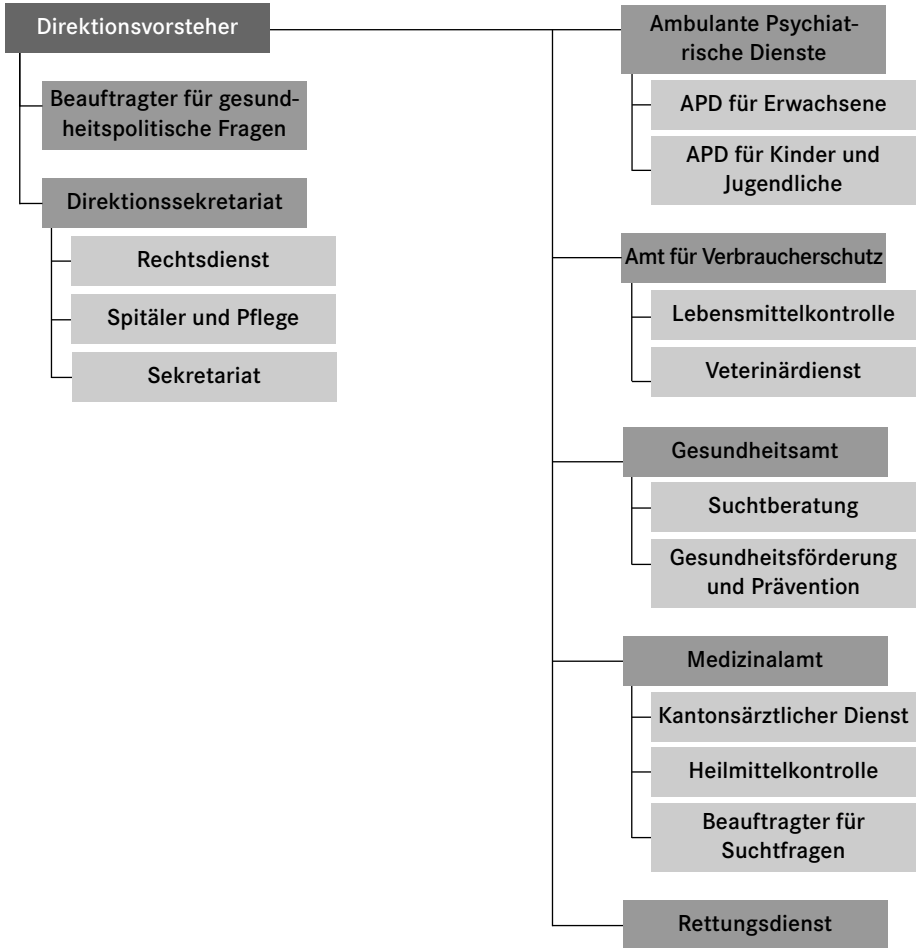 Direktionsvorsteher
Beauftragter für gesund-
heitspolitische Fragen
Direktionssekretariat
Rechtsdienst
Spitäler und Pflege
Sekretariat
Ambulante Psychiat-
rische Dienste
APD für Erwachsene
APD für Kinder und
Jugendliche
Amt für Verbraucherschutz
Lebensmittelkontrolle
Veterinärdienst
Gesundheitsamt
Suchtberatung
Gesundheitsförderung
und Prävention
Medizinalamt
Kantonsärztlicher Dienst
Heilmittelkontrolle
Beauftragter für
Suchtfragen
Rettungsdienst